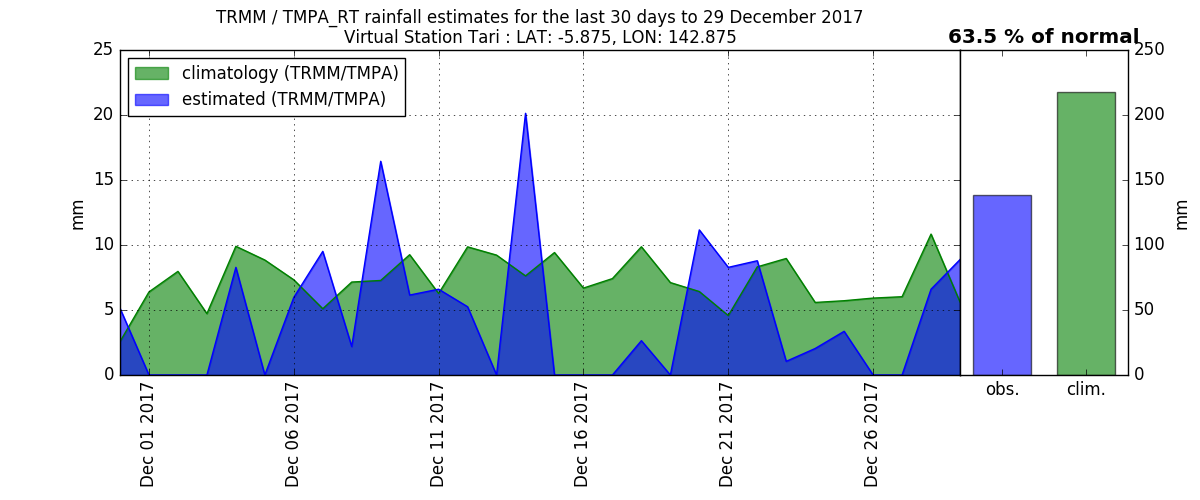 TRMM / TMPA_RT rainfall estimates for the last 30 days to 29 December 2017
Virtual Station Tari : LAT: -5.875, LON: 142.875
63.5 % of normal
climatology (TRMM/TMPA)
estimated (TRMM/TMPA)
25
20
15
10
5
0
mm
Dec 01 2017
Dec 06 2017
Dec 11 2017
Dec 16 2017
Dec 21 2017
Dec 26 2017
obs.
clim.
250
200
150
100
50
0
mm